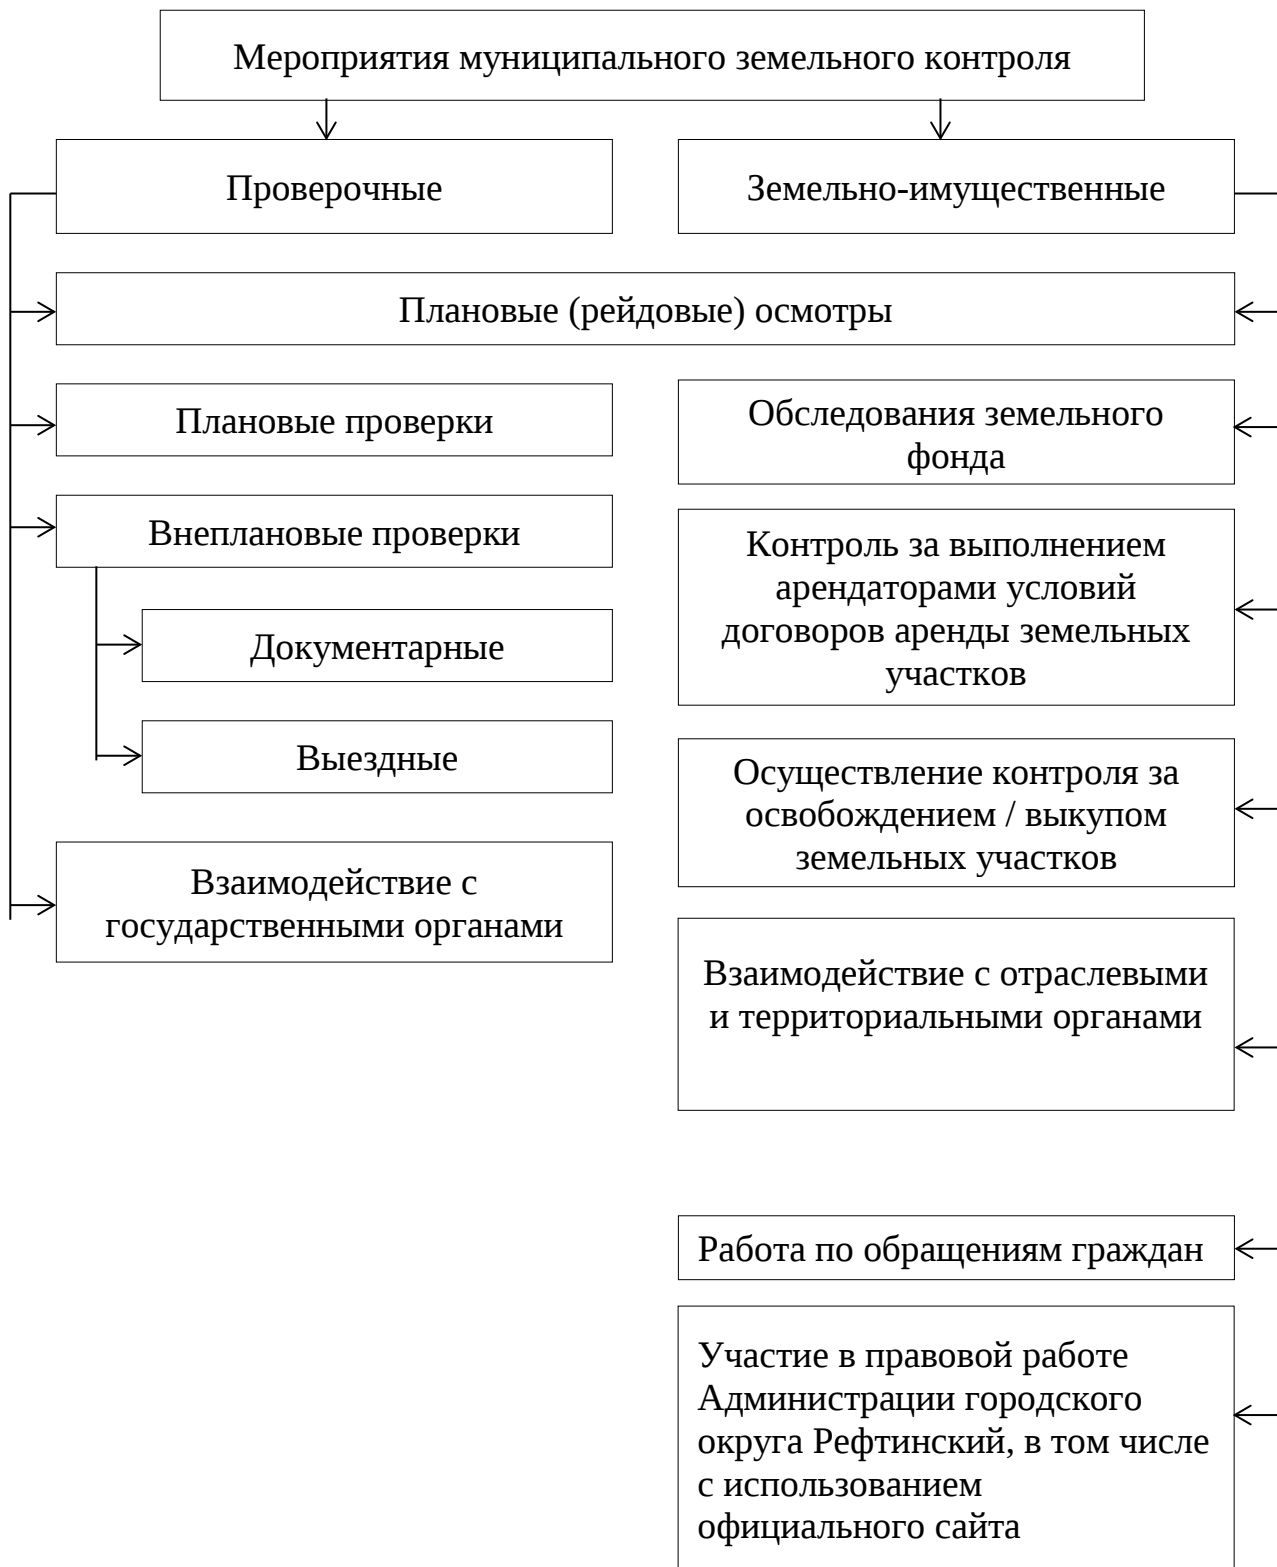 Мероприятия муниципального земельного контроля
Проверочные
Земельно-имущественные
Плановые (рейдовые) осмотры
Плановые проверки
Обследования земельного
фонда
Внеплановые проверки
Контроль за выполнением
арендаторами условий
договоров аренды земельных
участков
Документарные
Выездные
Осуществление контроля за
освобождением / выкупом
земельных участков
Взаимодействие с
государственными органами
Взаимодействие с отраслевыми
и территориальными органами
Работа по обращениям граждан
Участие в правовой работе
Администрации городского
округа Рефтинский, в том числе
с использованием
официального сайта